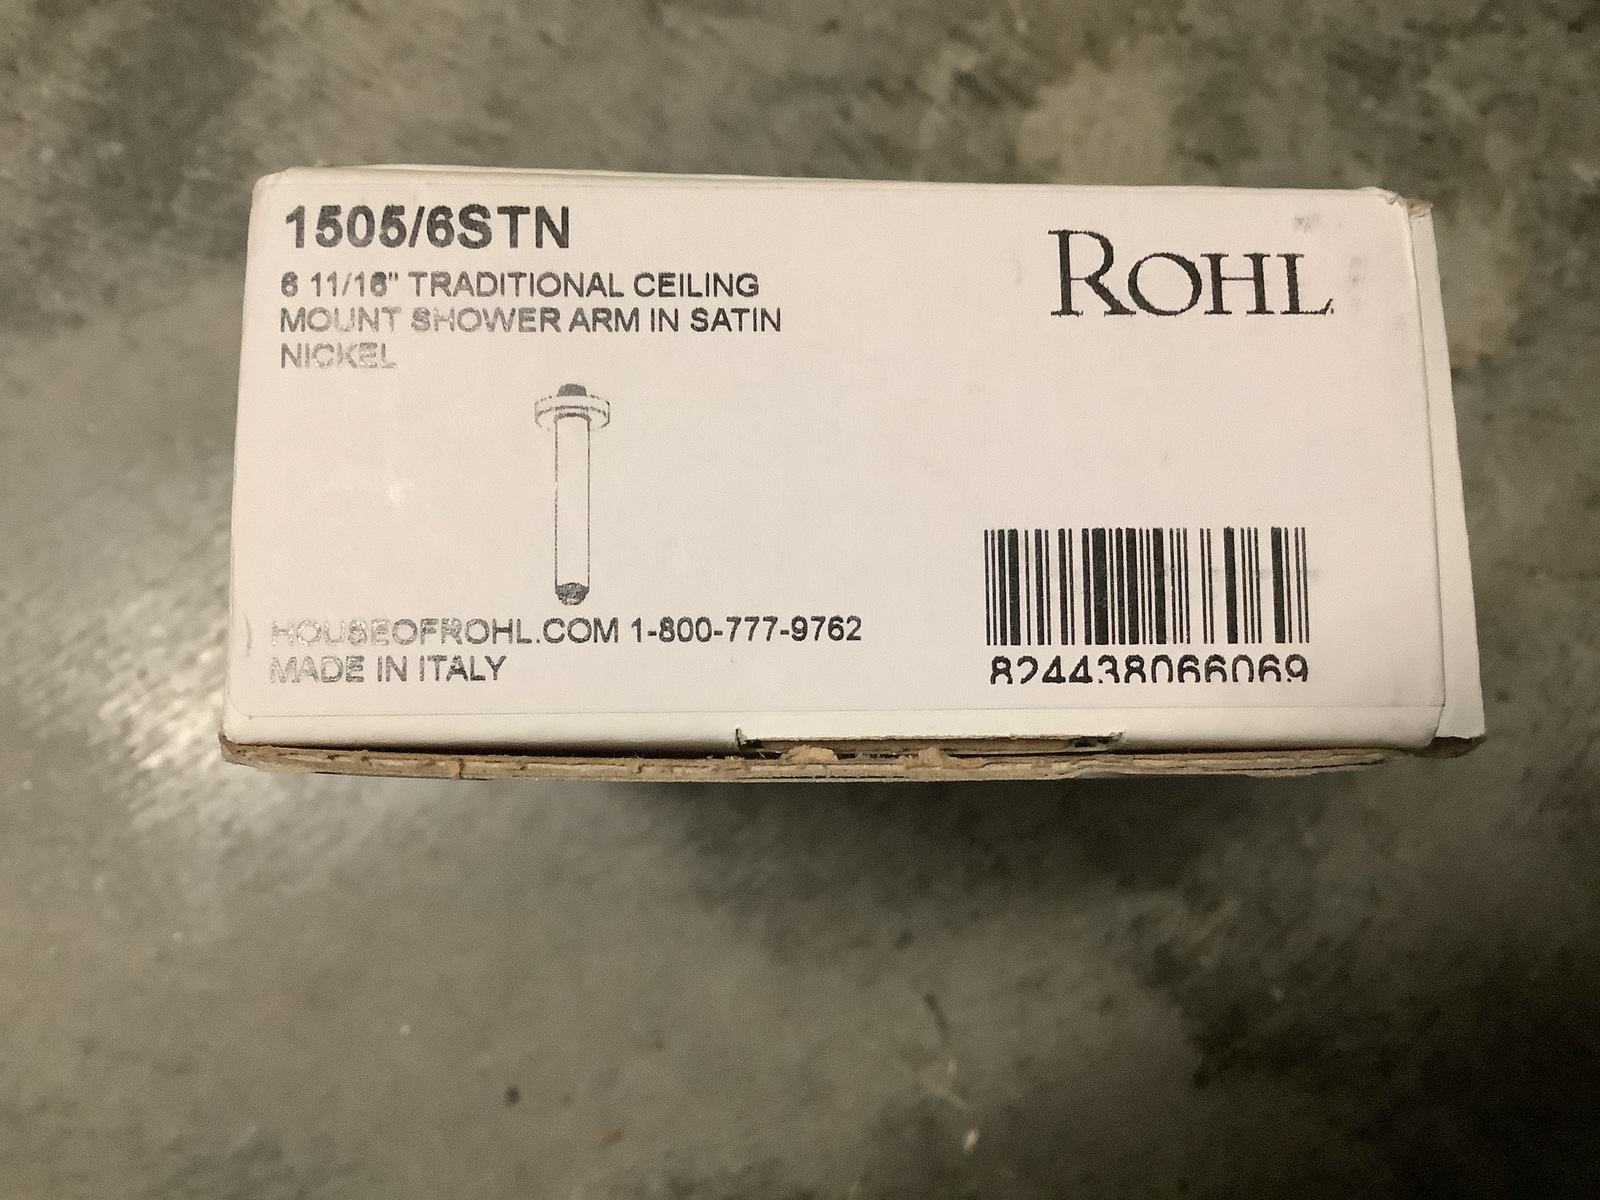 1505/6STN
6 11/16" TRADITIONAL CEILING
MOUNT SHOWER ARM IN SATIN
NICKEL
ROHL
HOUSEOFROHL.COM 1-800-777-9762
MADE IN ITALY
824438066069